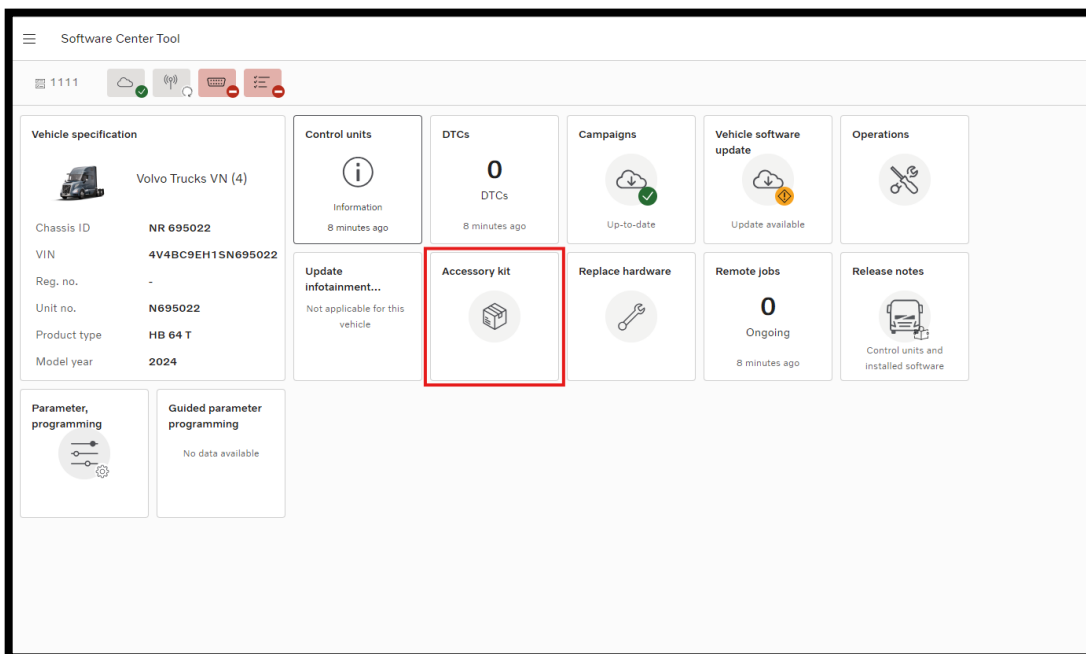 Software Center Tool
1111
Vehicle specification
Volvo Trucks VN (4)
Chassis ID NR 695022
VIN 4V4BC9EH1SN695022
Reg. no. -
Unit no. N695022
Product type HB 64 T
Model year 2024
Control units
Information
8 minutes ago
DTCs
0
DTCs
8 minutes ago
Campaigns
Up-to-date
Vehicle software
update
Update available
Operations
Update
infotainment...
Not applicable for this
vehicle
Accessory kit
Replace hardware
Remote jobs
0
Ongoing
8 minutes ago
Release notes
Control units and
installed software
Parameter,
programming
Guided parameter
programming
No data available